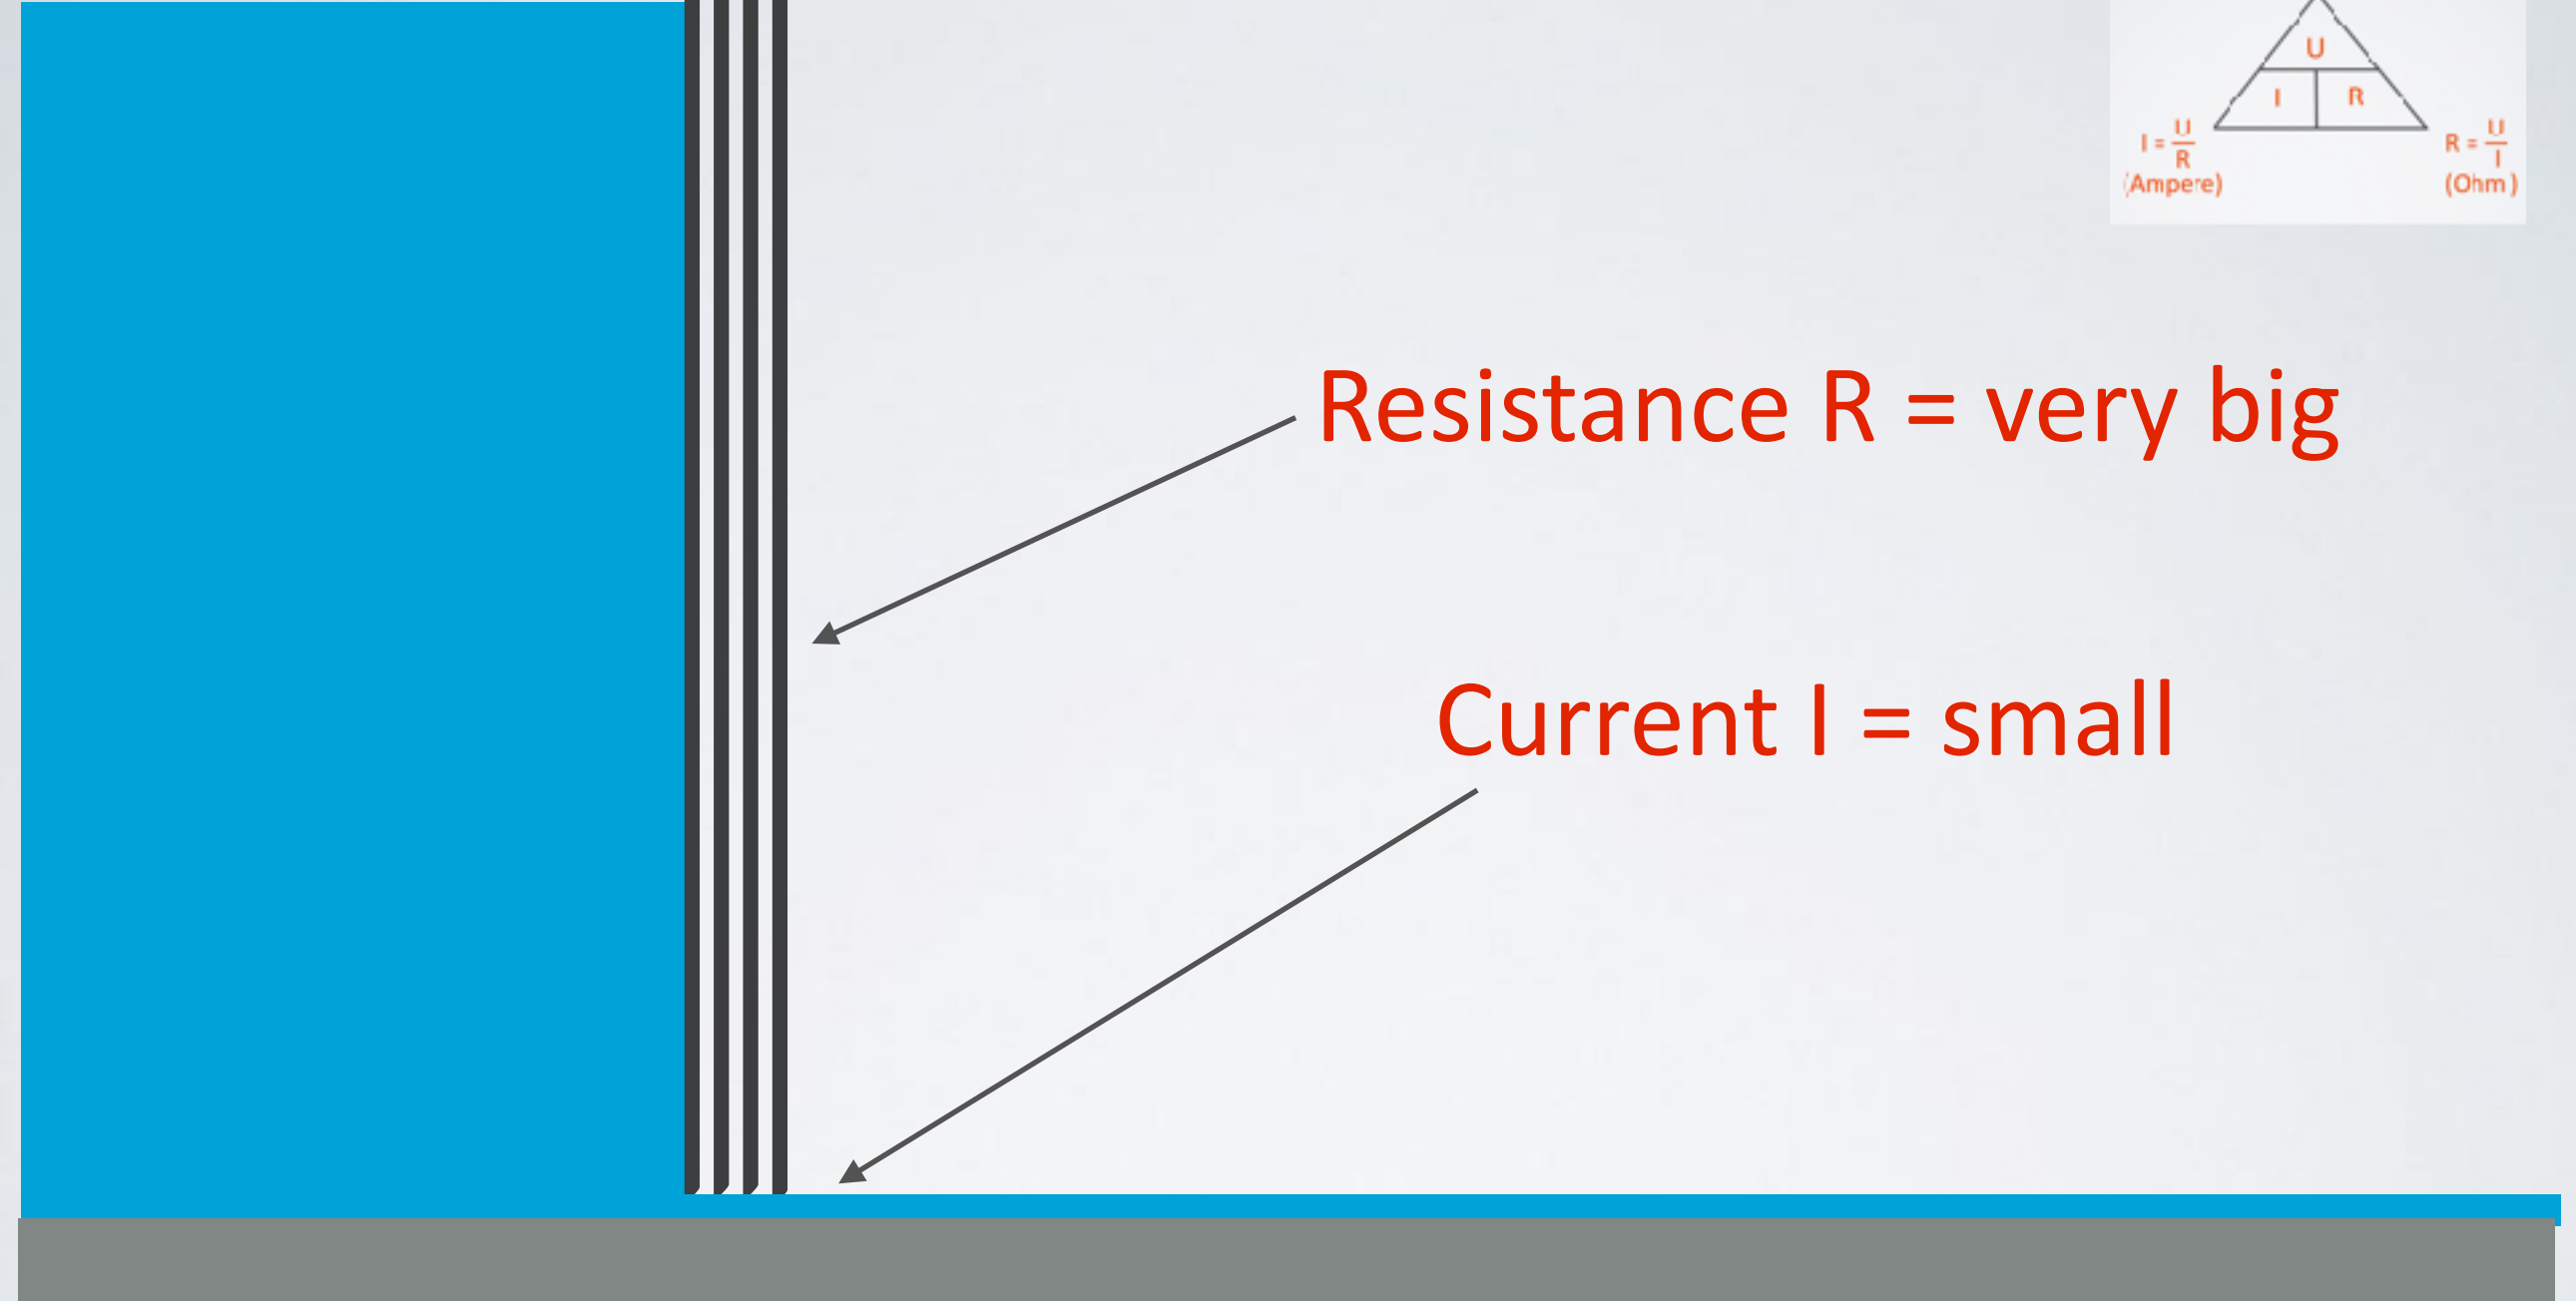 U
I R
I = U/R
(Ampere)
R = U/I
(Ohm)
Resistance R = very big
Current I = small